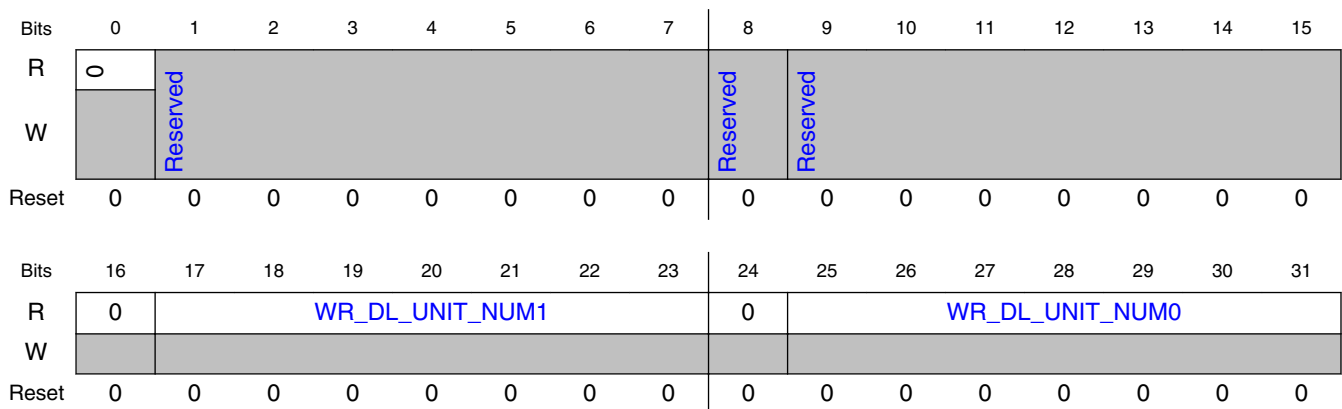 Bits 0 1 2 3 4 5 6 7 8 9 10 11 12 13 14 15
R 0 Reserved Reserved Reserved
W
Reset 0 0 0 0 0 0 0 0 0 0 0 0 0 0 0 0
Bits 16 17 18 19 20 21 22 23 24 25 26 27 28 29 30 31
R 0 WR_DL_UNIT_NUM1 0 WR_DL_UNIT_NUM0
W
Reset 0 0 0 0 0 0 0 0 0 0 0 0 0 0 0 0